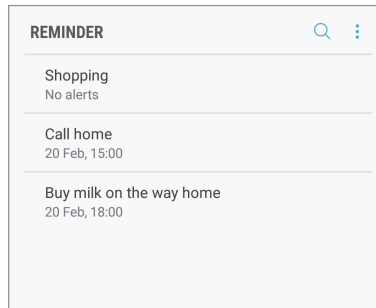 REMINDER
Shopping
No alerts
Call home
20 Feb, 15:00
Buy milk on the way home
20 Feb, 18:00